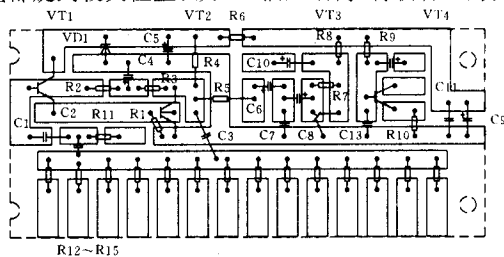 VT1 VT2 R6 VT3 VT4
VD1 C5 R8 R9
C4 R4 C10
R2 R3 R5 R7
C6 C11
C2
C1 R11 R1 C3 C7 C8 C13 R10 C9
R12～R15